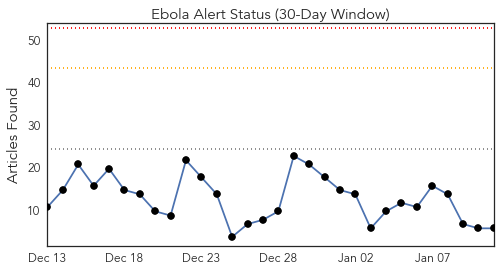 Ebola Alert Status (30-Day Window)
Articles Found
50
40
30
20
10
Dec 13 Dec 18 Dec 23 Dec 28 Jan 02 Jan 07